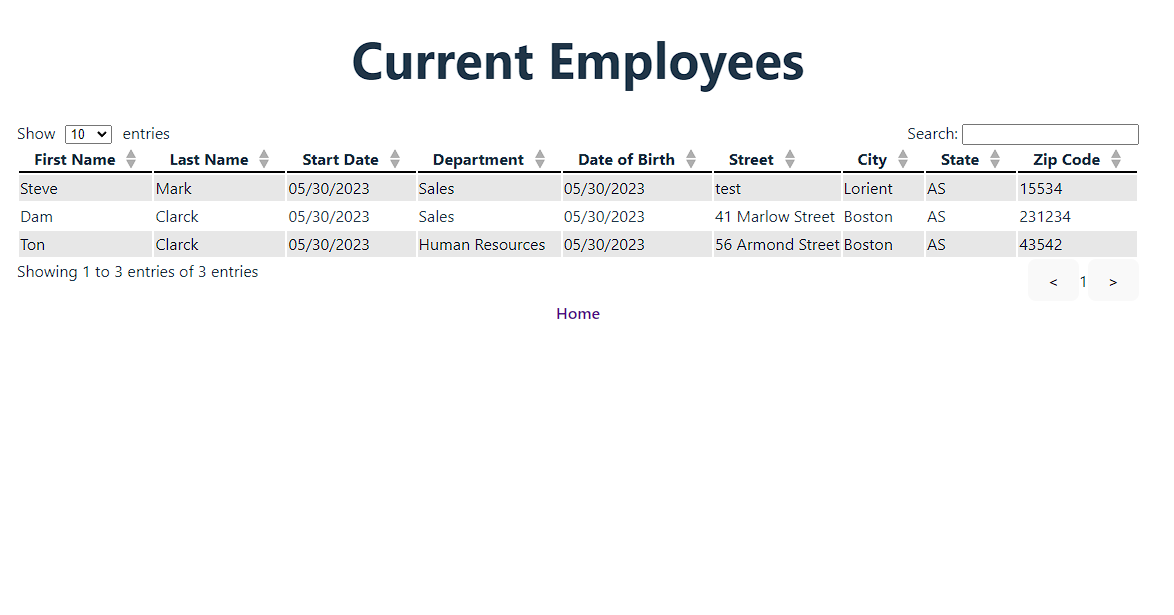 Current Employees
Show 10 entries Search:
First Name Last Name Start Date Department Date of Birth Street City State Zip Code
Steve Mark 05/30/2023 Sales 05/30/2023 test Lorient AS 15534
Dam Clarck 05/30/2023 Sales 05/30/2023 41 Marlow Street Boston AS 231234
Ton Clarck 05/30/2023 Human Resources 05/30/2023 56 Armond Street Boston AS 43542
Showing 1 to 3 entries of 3 entries < 1 >
Home